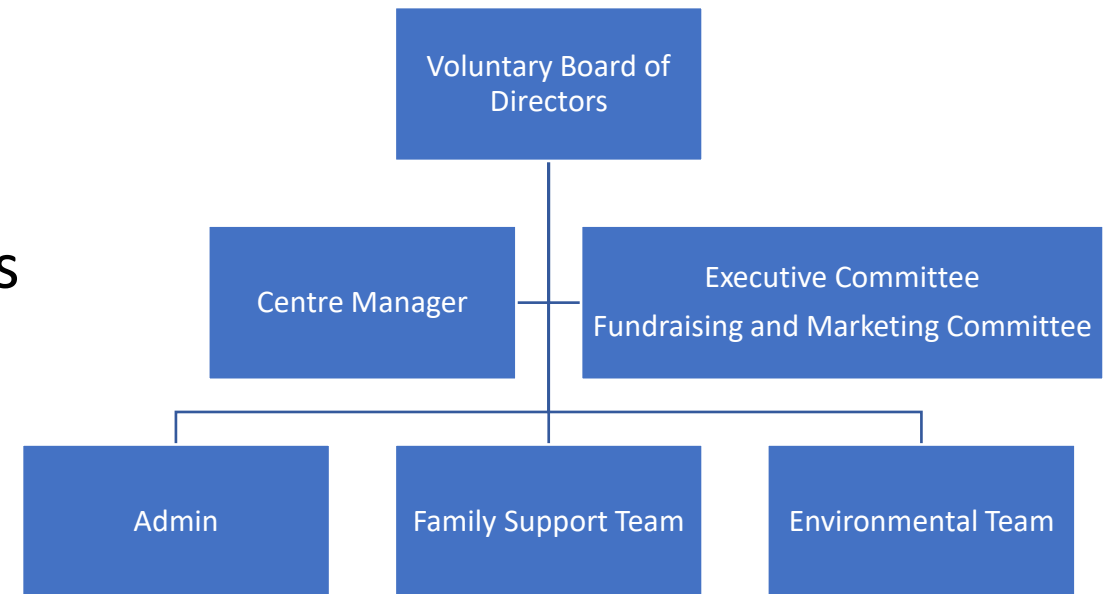 Voluntary Board of
Directors
s
Centre Manager
Executive Committee
Fundraising and Marketing Committee
Admin
Family Support Team
Environmental Team